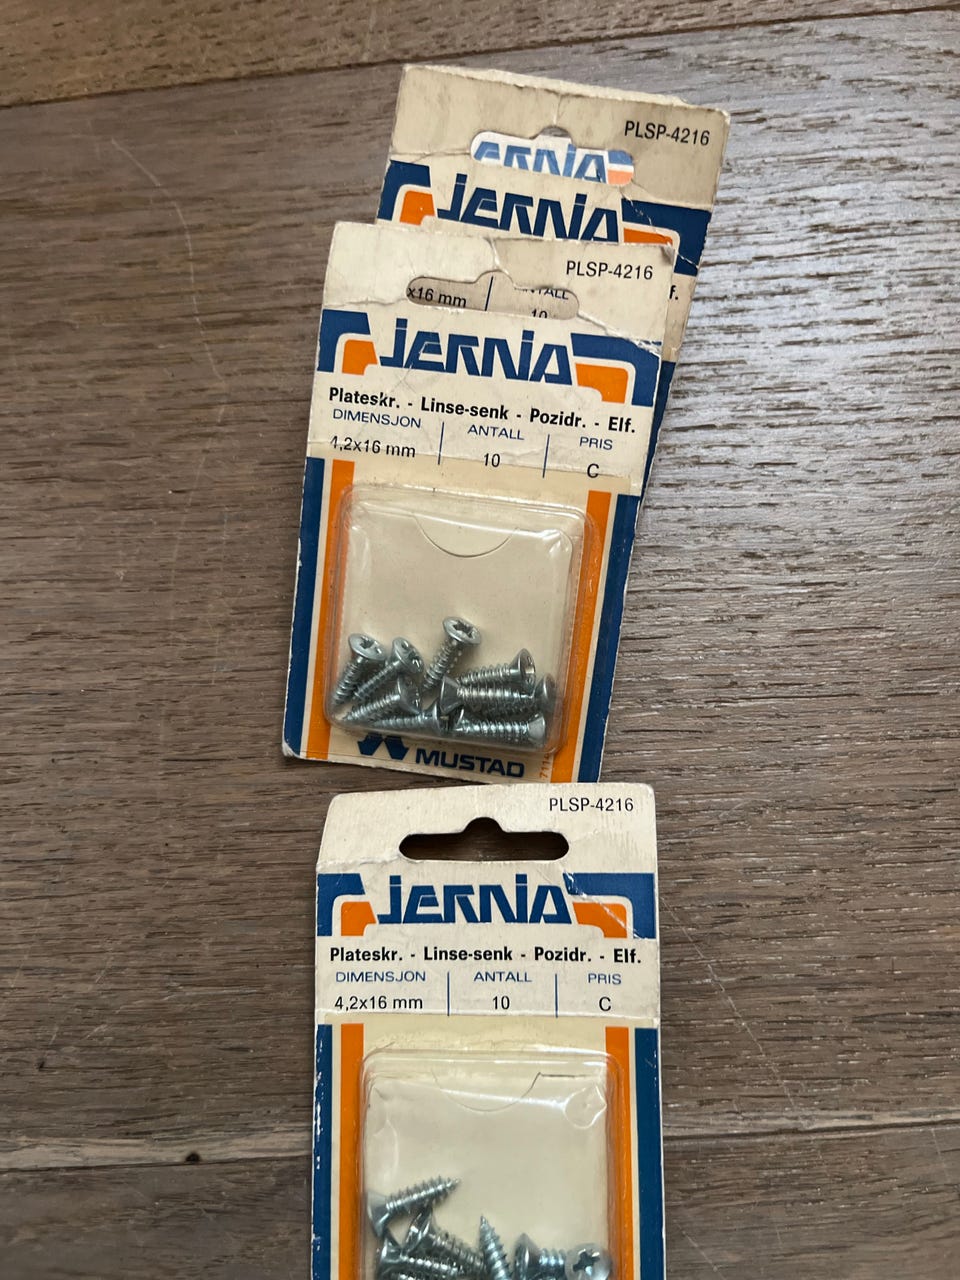 PLSP-4216
JERNIA
PLSP-4216
x16 mm
10
JERNIA
Plateskr. - Linse-senk - Pozidr. - Elf.
DIMENSJON ANTALL PRIS
4,2x16 mm 10 C
MUSTAD
PLSP-4216
JERNIA
Plateskr. - Linse-senk - Pozidr. - Elf.
DIMENSJON ANTALL PRIS
4,2x16 mm 10 C